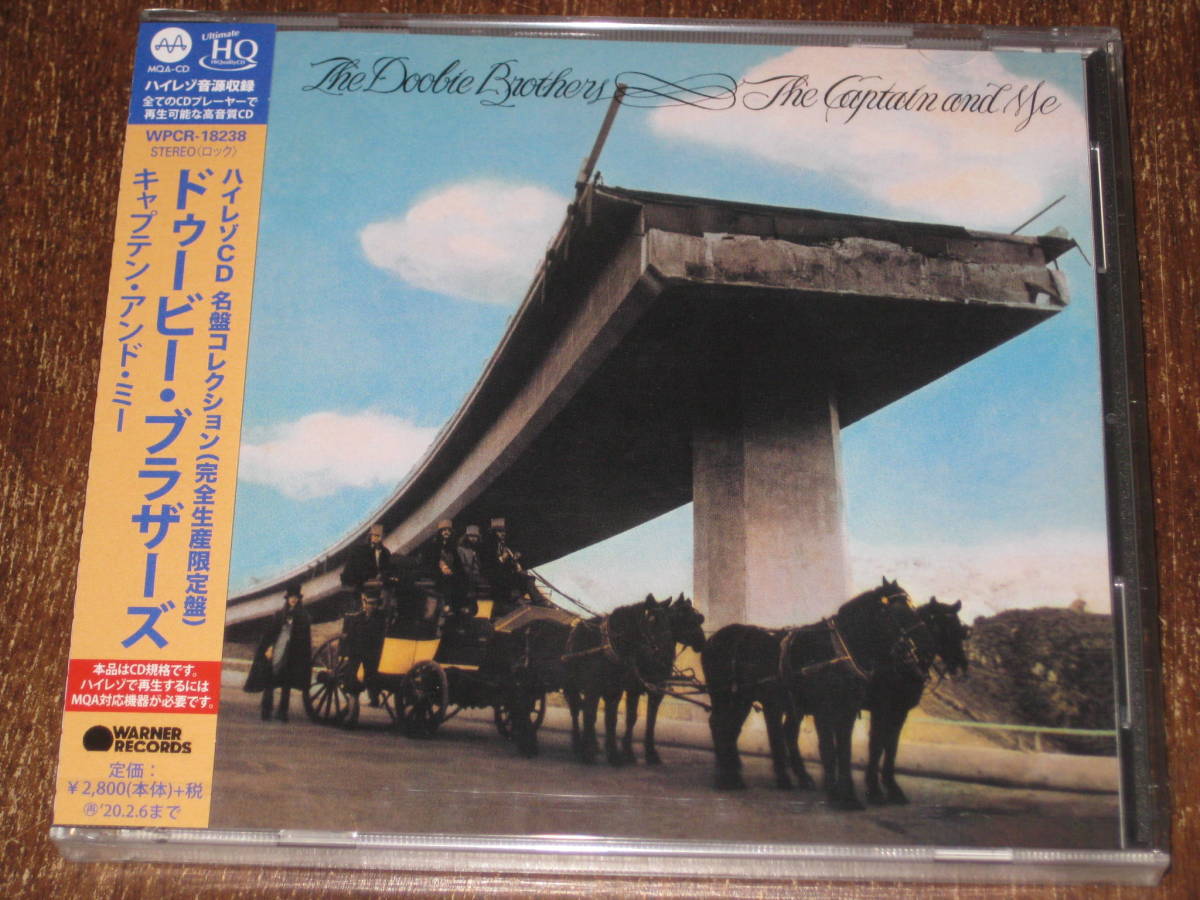 MQA-CD
Ultimate
HQ
HiQualityCD
ハイレゾ音源収録
全てのCDプレーヤーで
再生可能な高音質CD
WPCR-18238
STEREO〈ロック〉
ハイレゾCD 名盤コレクション(完全生産限定盤)
ドゥービー・ブラザーズ
キャプテン・アンド・ミー
本品はCD規格です。
ハイレゾで再生するには
MQA対応機器が必要です。
WARNER
RECORDS
定価:
¥2,800(本体)+税
㊢'20.2.6まで
The Doobie Brothers The Captain and Me